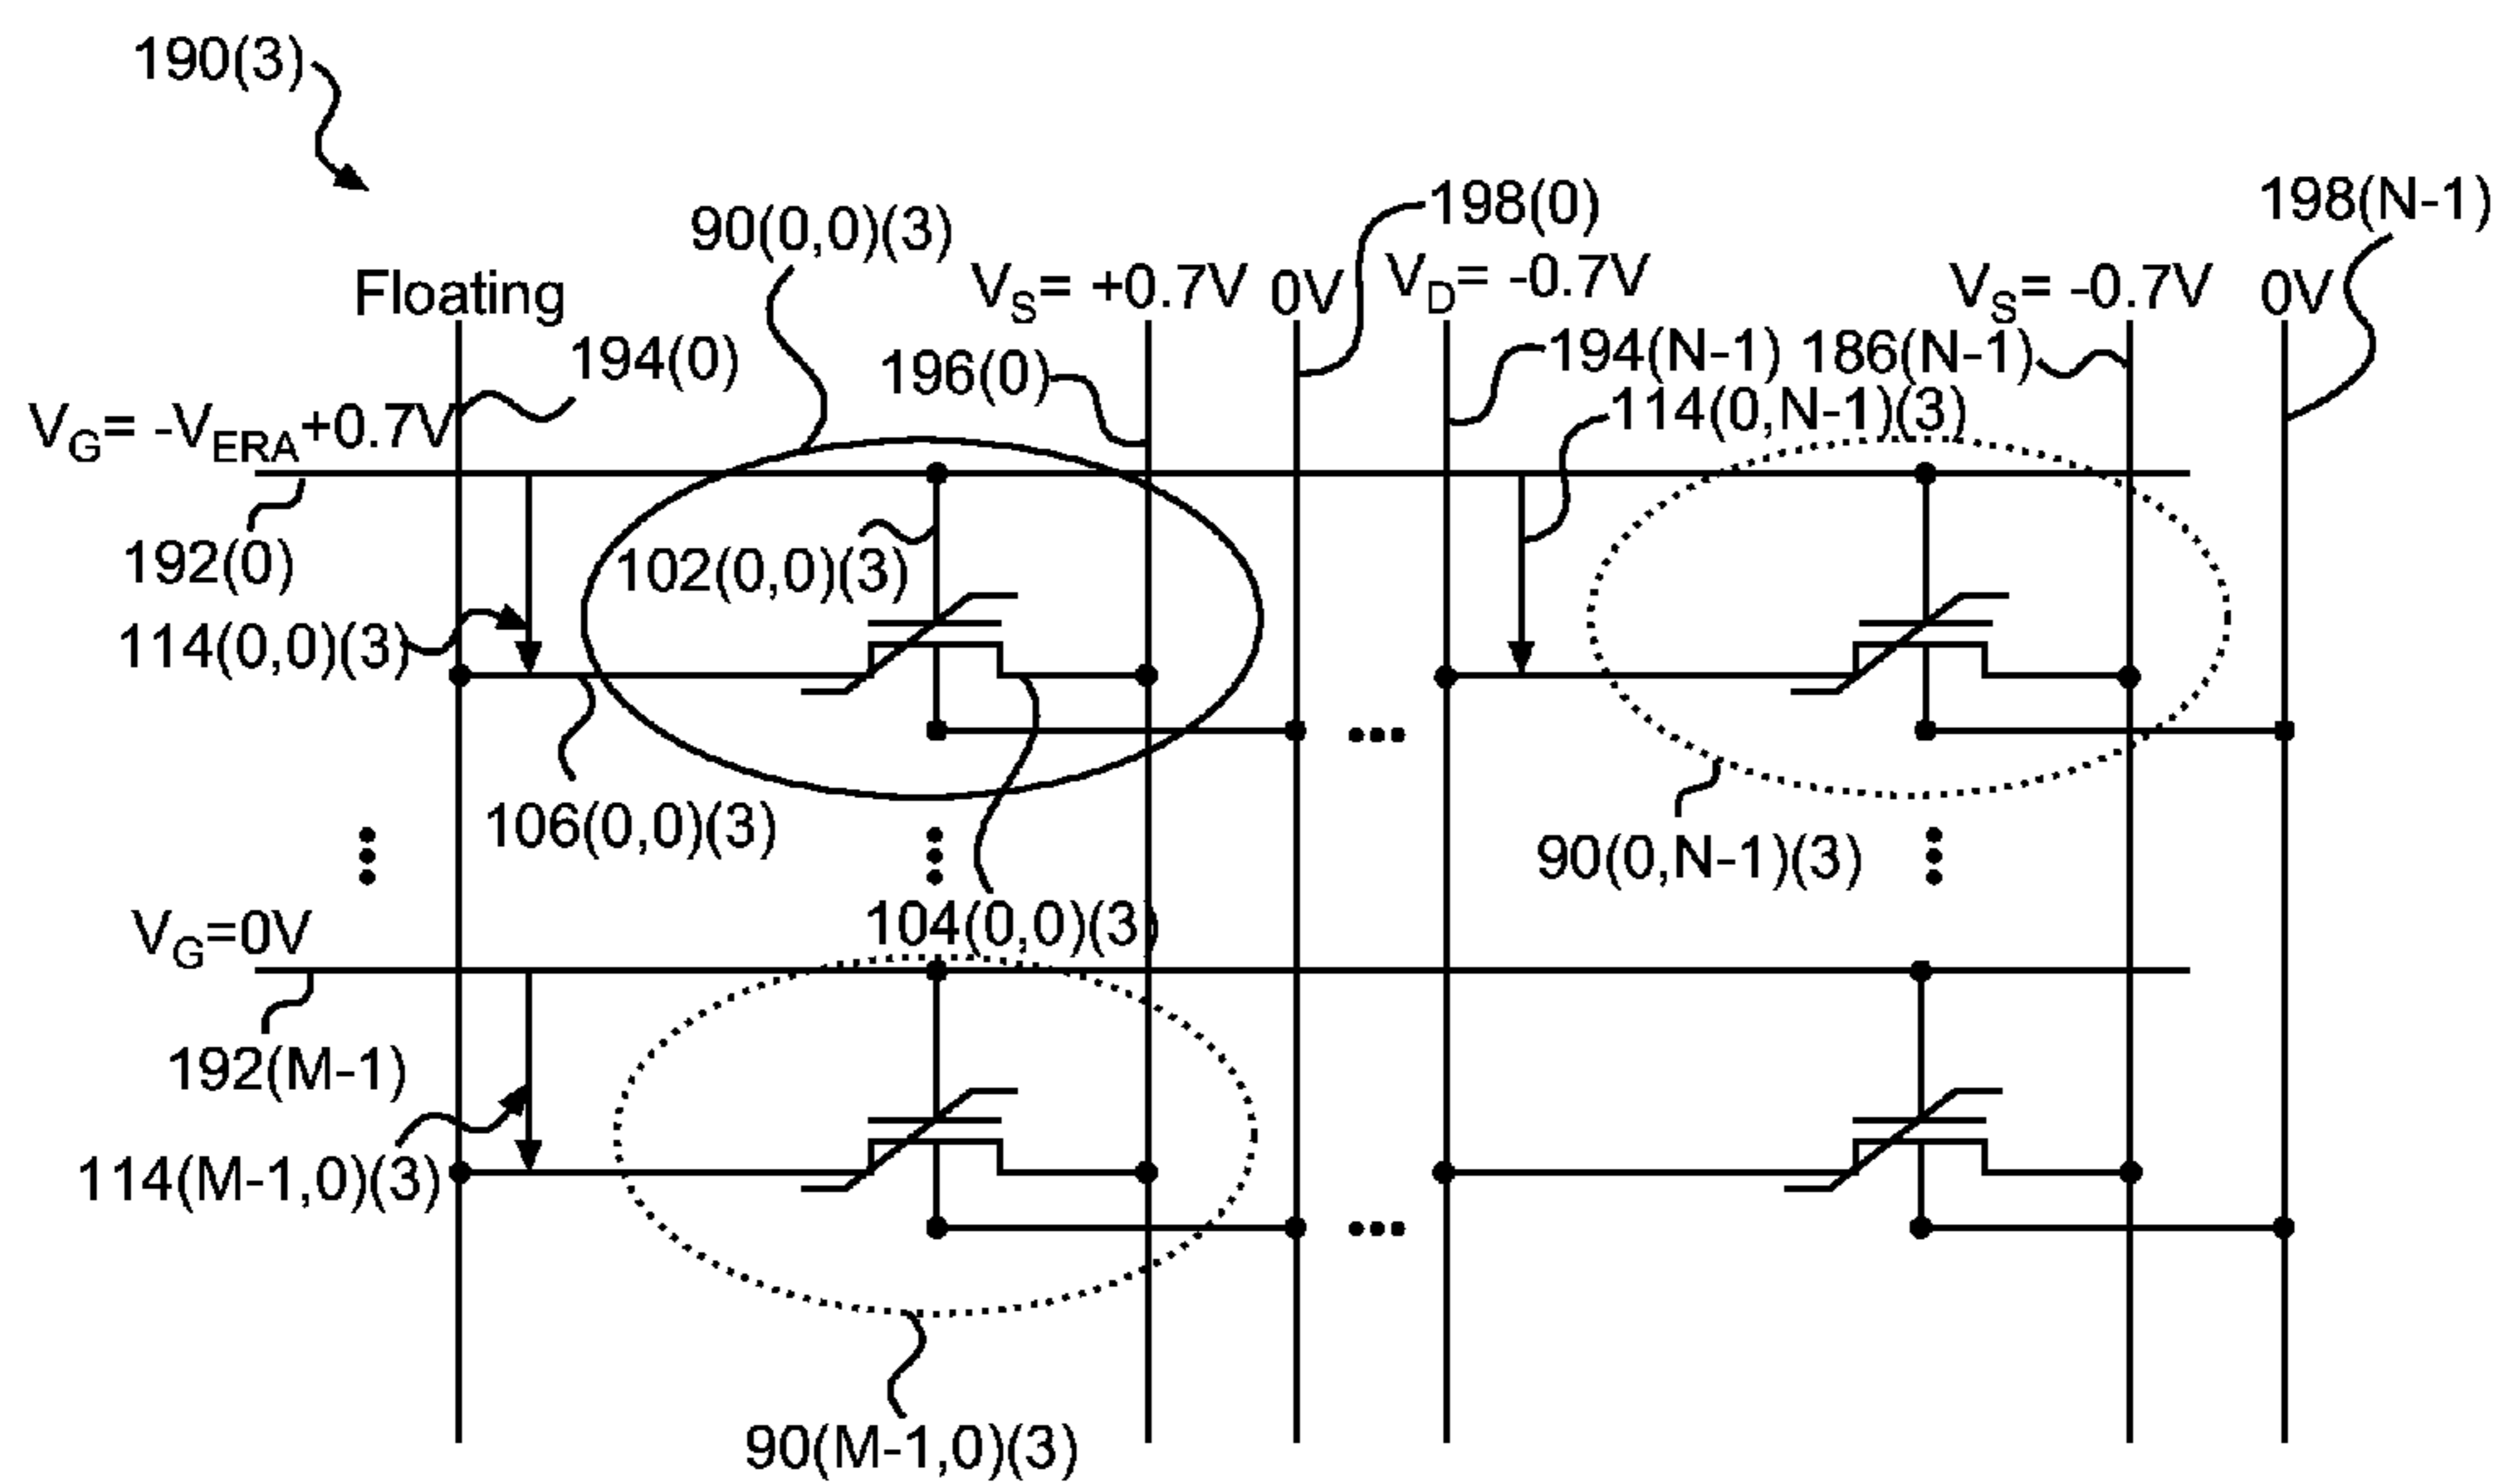 190(3)
90(0,0)(3)
198(0)
198(N-1)
Floating
VS= +0.7V
0V
VD= -0.7V
VS= -0.7V
0V
194(0)
196(0)
194(N-1)
186(N-1)
114(0,N-1)(3)
VG= -VERA+0.7V
192(0)
102(0,0)(3)
114(0,0)(3)
106(0,0)(3)
90(0,N-1)(3)
104(0,0)(3)
VG=0V
192(M-1)
114(M-1,0)(3)
90(M-1,0)(3)